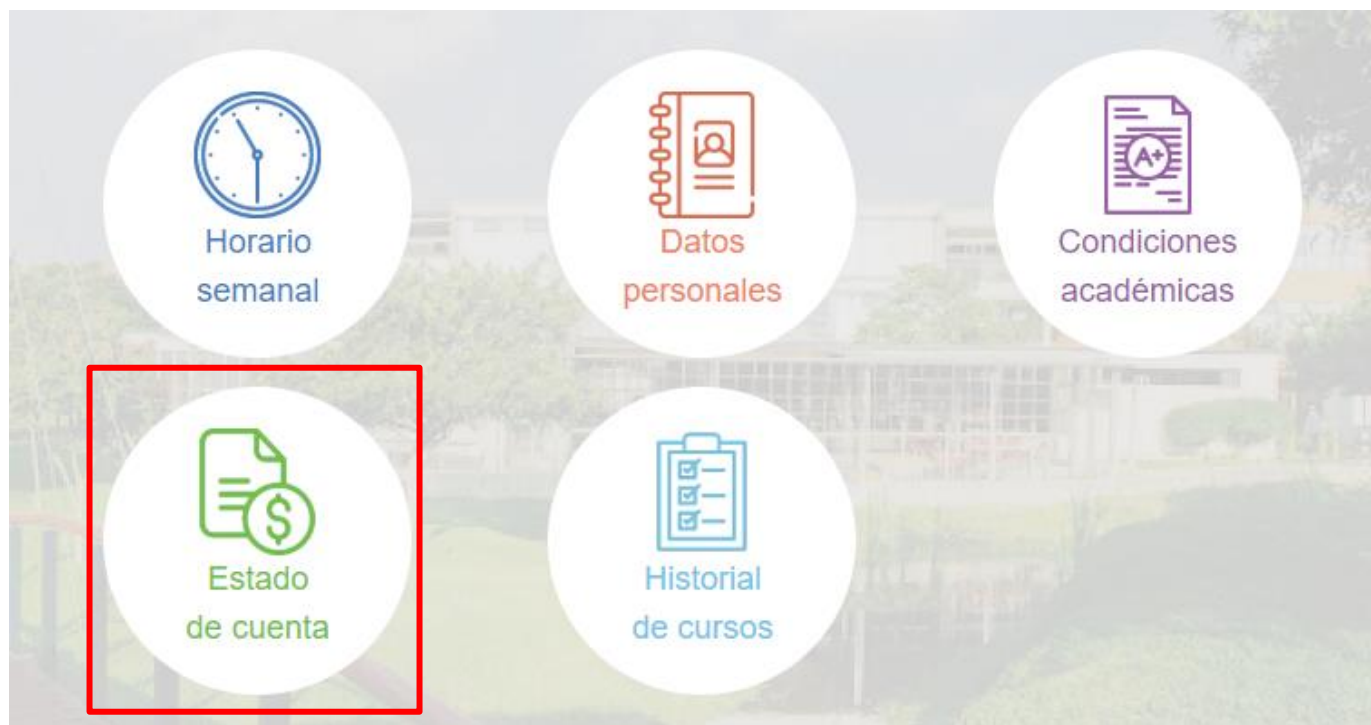 A+
Horario
semanal
Datos
personales
Condiciones
académicas
$
Estado
de cuenta
Historial
de cursos